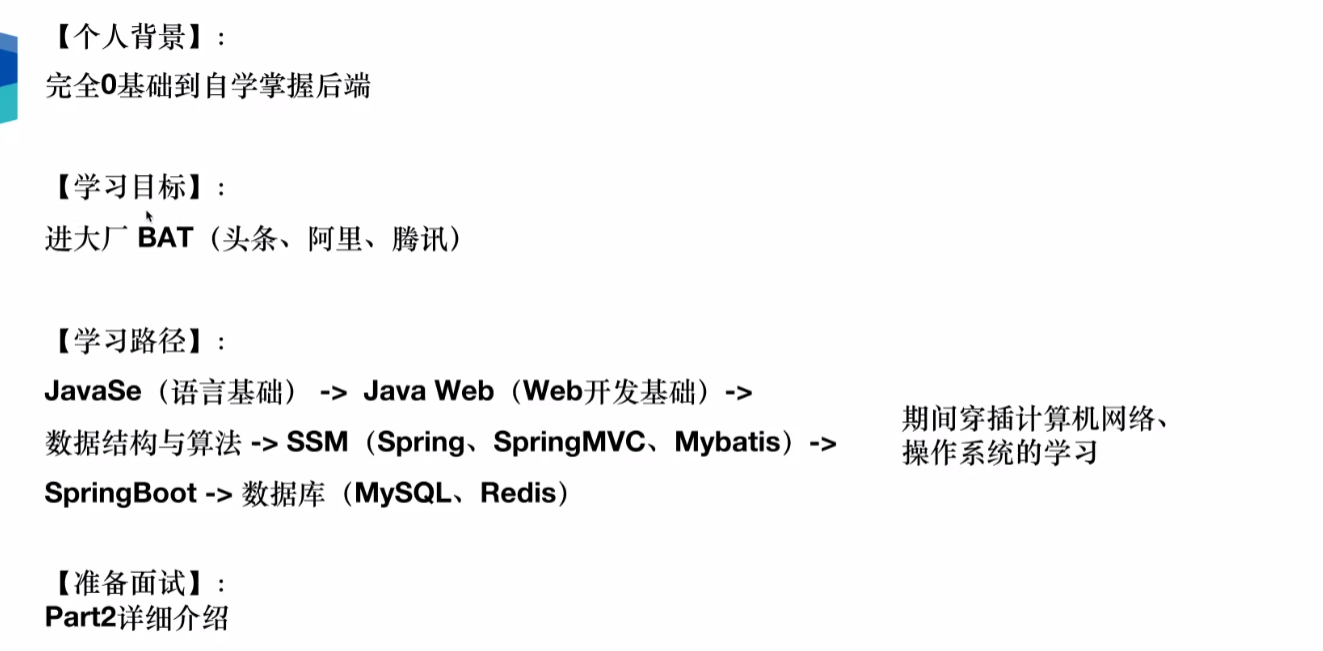 【个人背景】：
完全0基础到自学掌握后端
【学习目标】：
进大厂 BAT（头条、阿里、腾讯）
【学习路径】：
JavaSe（语言基础） -> Java Web（Web开发基础）->
数据结构与算法 -> SSM（Spring、SpringMVC、Mybatis）->
SpringBoot -> 数据库（MySQL、Redis）
期间穿插计算机网络、
操作系统的学习
【准备面试】：
Part2详细介绍